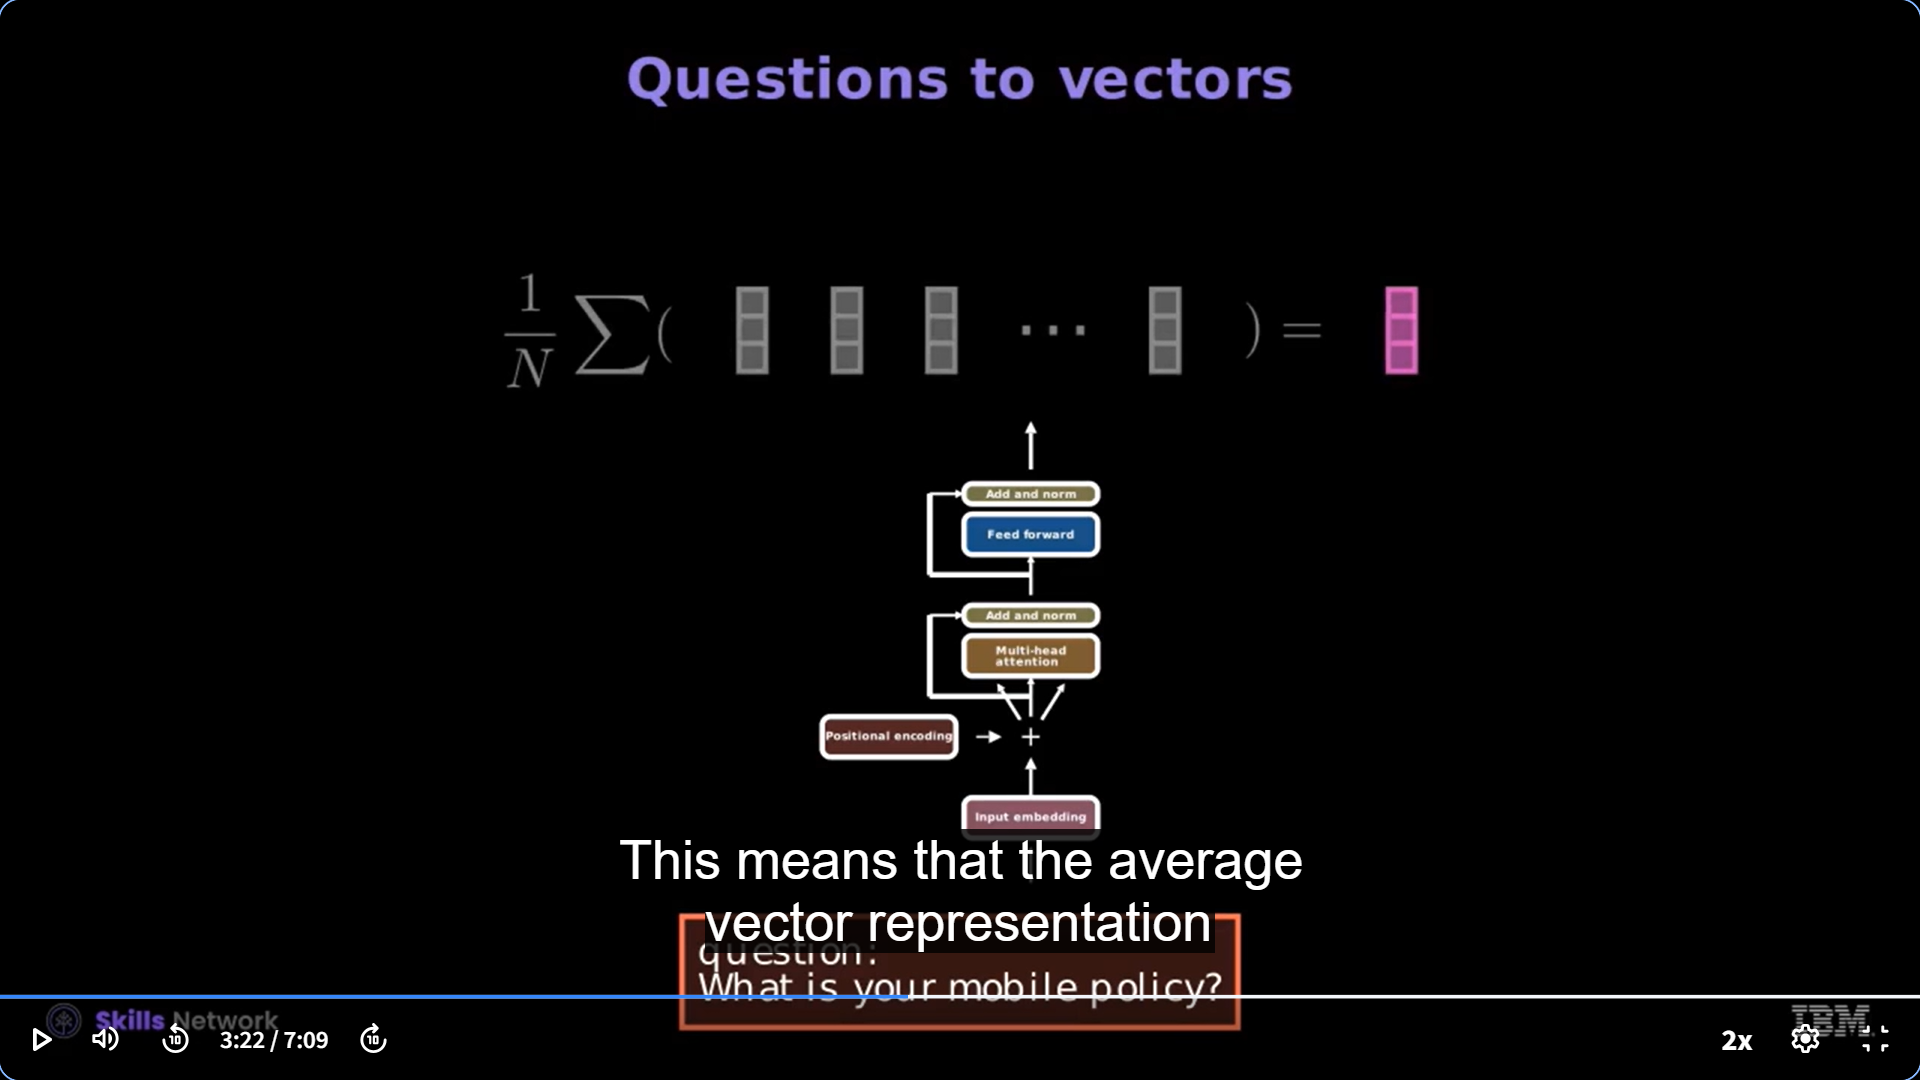 Questions to vectors
1
N
∑( ... ) =
Add and norm
Feed forward
Add and norm
Multi-head
attention
Positional encoding
+
Input embedding
This means that the average
vector representation
question:
What is your mobile policy?
Skills Network
IBM
10
3:22 / 7:09
10
2x